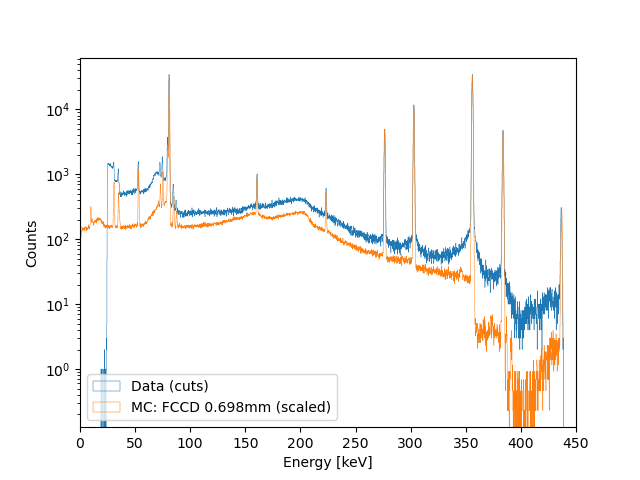 10⁴
10³
10²
10¹
10⁰
Counts
Data (cuts)
MC: FCCD 0.698mm (scaled)
0 50 100 150 200 250 300 350 400 450
Energy [keV]